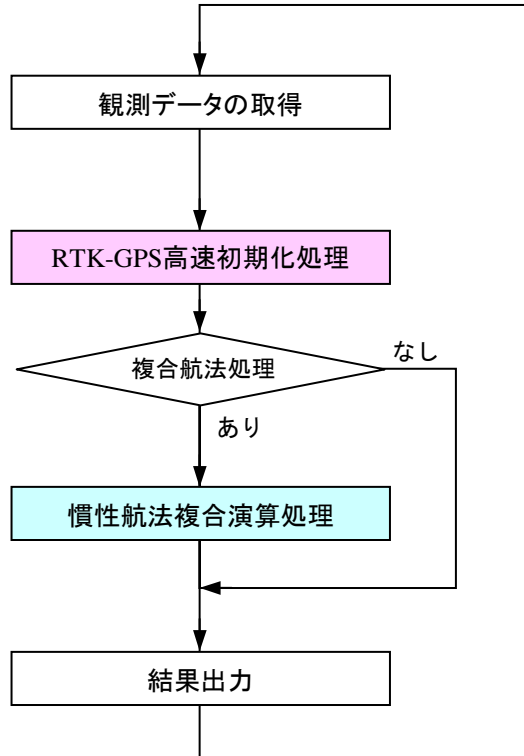 観測データの取得
RTK-GPS高速初期化処理
複合航法処理
なし
あり
慣性航法複合演算処理
結果出力